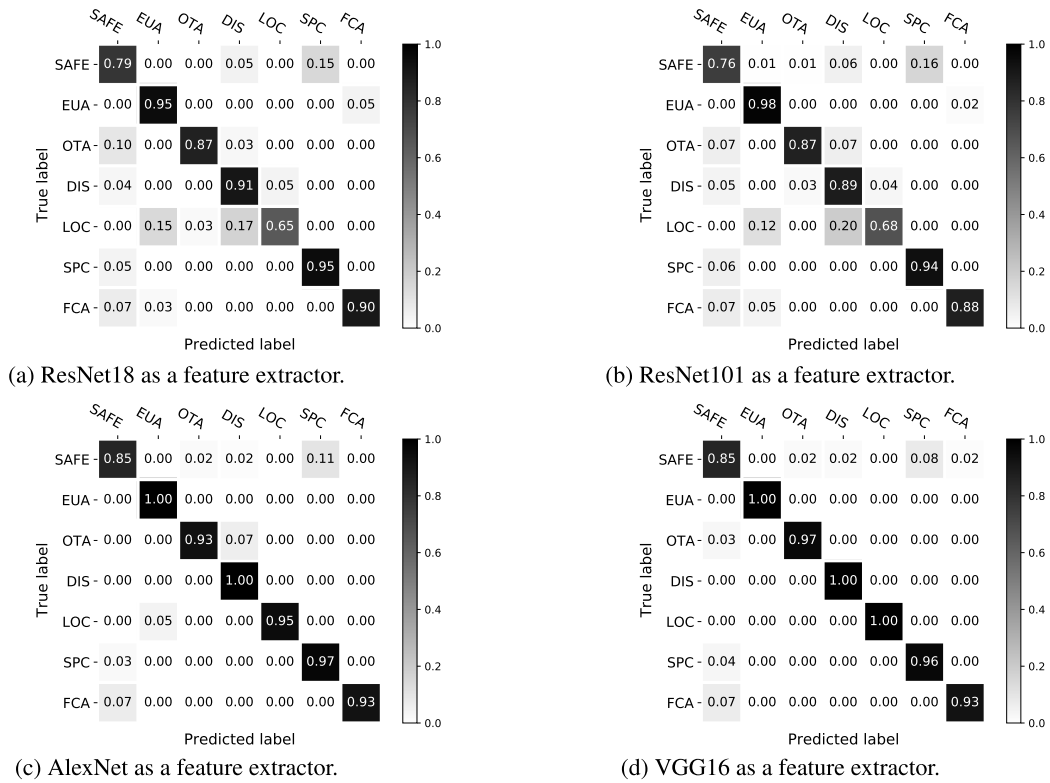 SAFE EUA OTA DIS LOC SPC FCA
SAFE 0.79 0.00 0.00 0.05 0.00 0.15 0.00
EUA 0.00 0.95 0.00 0.00 0.00 0.00 0.05
OTA 0.10 0.00 0.87 0.03 0.00 0.00 0.00
DIS 0.04 0.00 0.00 0.91 0.05 0.00 0.00
LOC 0.00 0.15 0.03 0.17 0.65 0.00 0.00
SPC 0.05 0.00 0.00 0.00 0.00 0.95 0.00
FCA 0.07 0.03 0.00 0.00 0.00 0.00 0.90
True label
Predicted label
1.0
0.8
0.6
0.4
0.2
0.0
(a) ResNet18 as a feature extractor.
SAFE EUA OTA DIS LOC SPC FCA
SAFE 0.76 0.01 0.01 0.06 0.00 0.16 0.00
EUA 0.00 0.98 0.00 0.00 0.00 0.00 0.02
OTA 0.07 0.00 0.87 0.07 0.00 0.00 0.00
DIS 0.05 0.00 0.03 0.89 0.04 0.00 0.00
LOC 0.00 0.12 0.00 0.20 0.68 0.00 0.00
SPC 0.06 0.00 0.00 0.00 0.00 0.94 0.00
FCA 0.07 0.05 0.00 0.00 0.00 0.00 0.88
True label
Predicted label
1.0
0.8
0.6
0.4
0.2
0.0
(b) ResNet101 as a feature extractor.
SAFE EUA OTA DIS LOC SPC FCA
SAFE 0.85 0.00 0.02 0.02 0.00 0.11 0.00
EUA 0.00 1.00 0.00 0.00 0.00 0.00 0.00
OTA 0.00 0.00 0.93 0.07 0.00 0.00 0.00
DIS 0.00 0.00 0.00 1.00 0.00 0.00 0.00
LOC 0.00 0.05 0.00 0.00 0.95 0.00 0.00
SPC 0.03 0.00 0.00 0.00 0.00 0.97 0.00
FCA 0.07 0.00 0.00 0.00 0.00 0.00 0.93
True label
Predicted label
1.0
0.8
0.6
0.4
0.2
0.0
(c) AlexNet as a feature extractor.
SAFE EUA OTA DIS LOC SPC FCA
SAFE 0.85 0.00 0.02 0.02 0.00 0.08 0.02
EUA 0.00 1.00 0.00 0.00 0.00 0.00 0.00
OTA 0.03 0.00 0.97 0.00 0.00 0.00 0.00
DIS 0.00 0.00 0.00 1.00 0.00 0.00 0.00
LOC 0.00 0.00 0.00 0.00 1.00 0.00 0.00
SPC 0.04 0.00 0.00 0.00 0.00 0.96 0.00
FCA 0.07 0.00 0.00 0.00 0.00 0.00 0.93
True label
Predicted label
1.0
0.8
0.6
0.4
0.2
0.0
(d) VGG16 as a feature extractor.